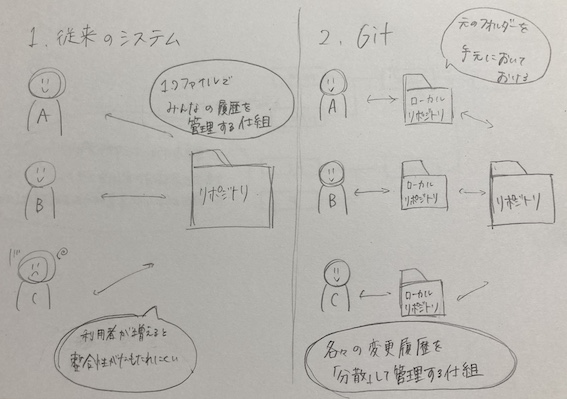 1. 従来のシステム
1つファイルで
みんなの履歴を
管理する仕組
A
B
リポジトリ
C
利用者が増えると
整合性がたもたれにくい
2. Git
元のフォルダーを
手元において
おける
A
ローカル
リポジトリ
B
ローカル
リポジトリ
リポジトリ
C
ローカル
リポジトリ
各々の変更履歴を
「分散」して管理する仕組